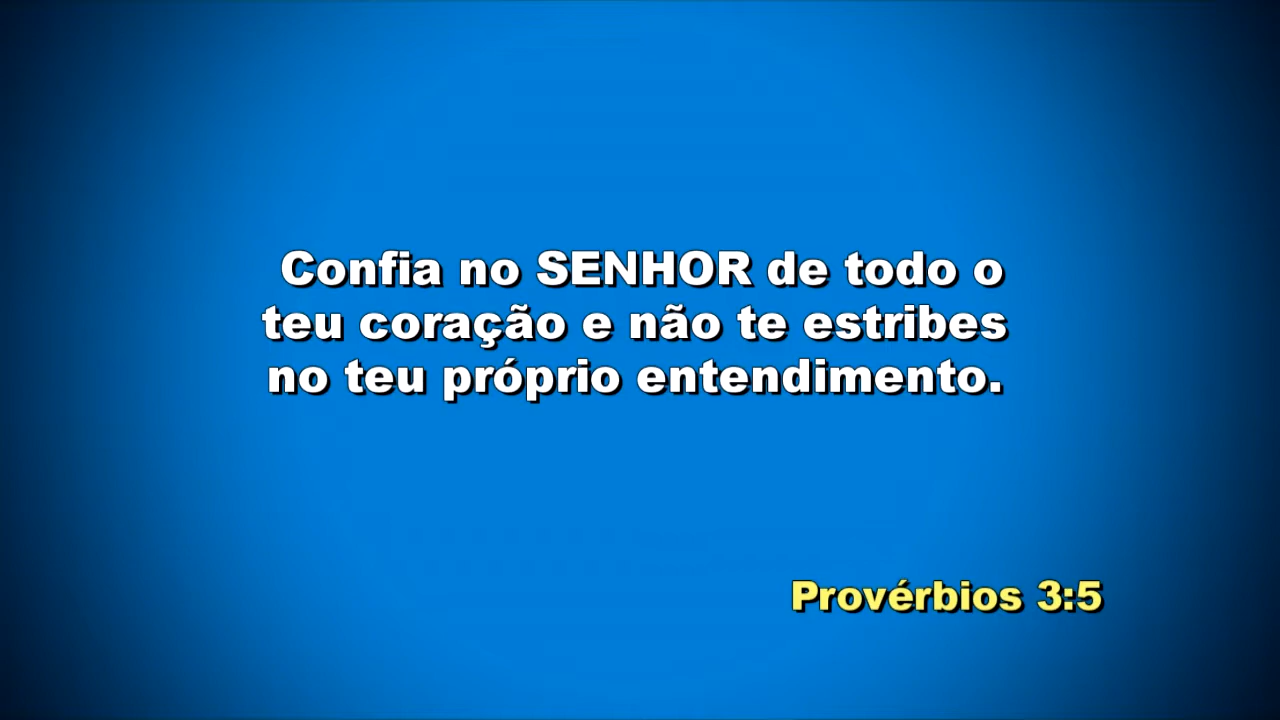 Confia no SENHOR de todo o
teu coração e não te estribes
no teu próprio entendimento.
Provérbios 3:5